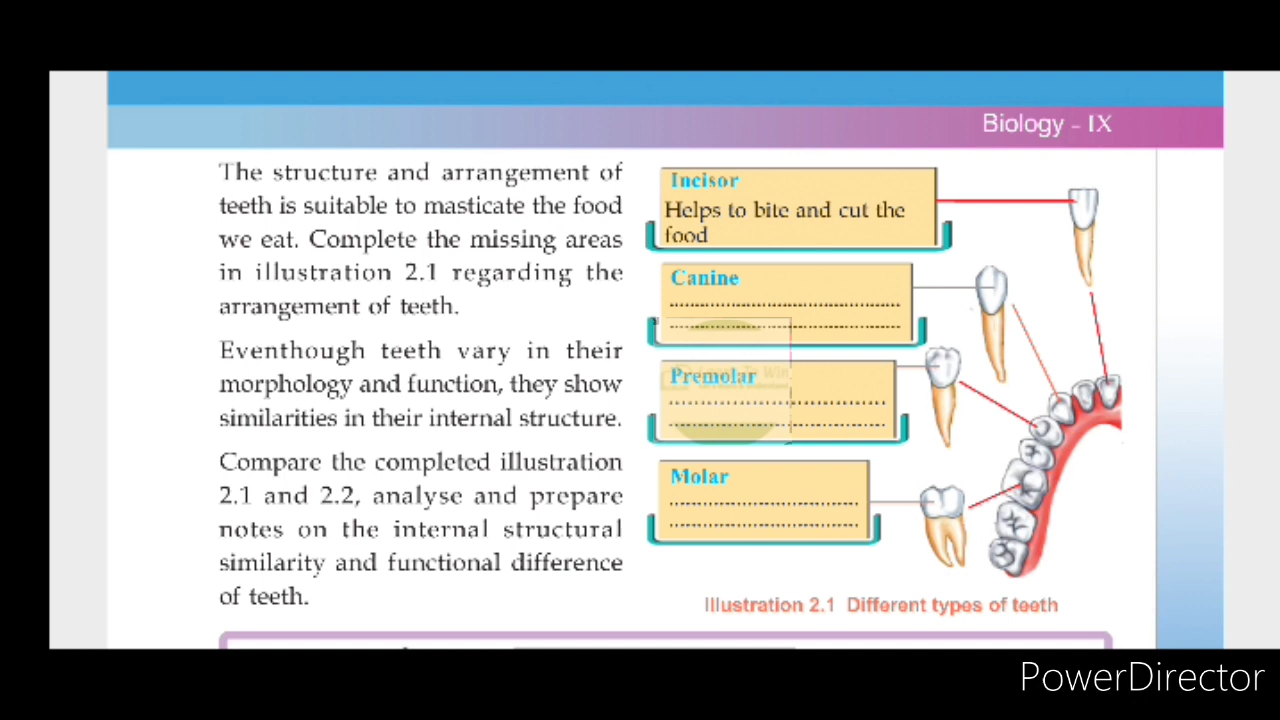 Biology - IX
The structure and arrangement of
teeth is suitable to masticate the food
we eat. Complete the missing areas
in illustration 2.1 regarding the
arrangement of teeth.
Eventhough teeth vary in their
morphology and function, they show
similarities in their internal structure.
Compare the completed illustration
2.1 and 2.2, analyse and prepare
notes on the internal structural
similarity and functional difference
of teeth.
Incisor
Helps to bite and cut the
food
Canine
Premolar
Molar
Illustration 2.1 Different types of teeth
PowerDirector